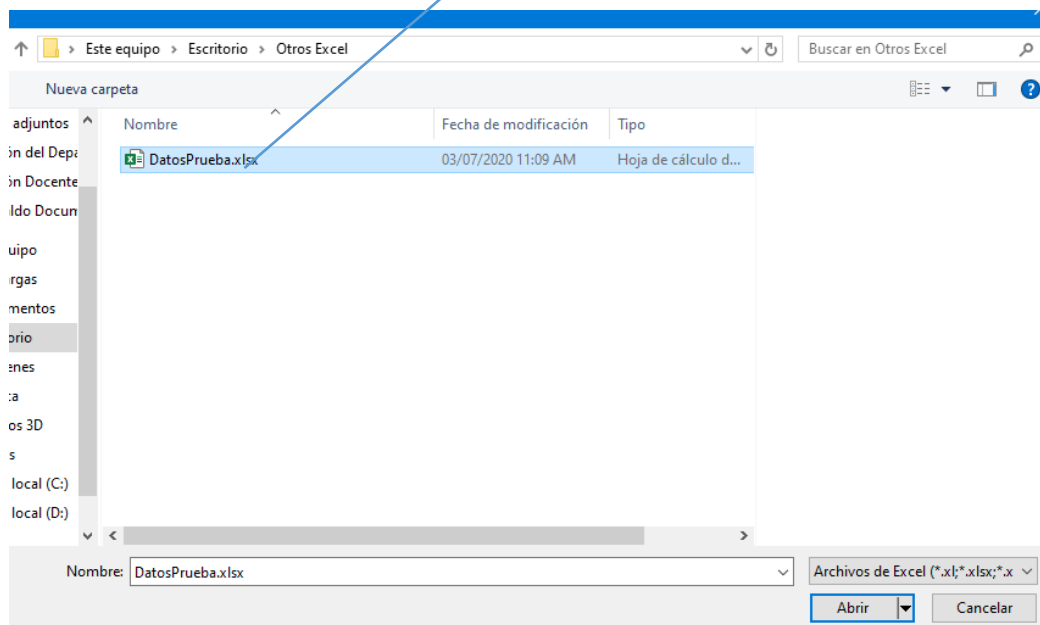 Este equipo > Escritorio > Otros Excel
Buscar en Otros Excel
Nueva carpeta
Nombre Fecha de modificación Tipo
DatosPrueba.xlsx 03/07/2020 11:09 AM Hoja de cálculo d...
adjuntos
ón del Depa
ón Docente
ldo Docum
uipo
rgas
mentos
orio
enes
ca
os 3D
s
local (C:)
local (D:)
Nombre: DatosPrueba.xlsx
Archivos de Excel (*.xl;*.xlsx;*.x
Abrir Cancelar